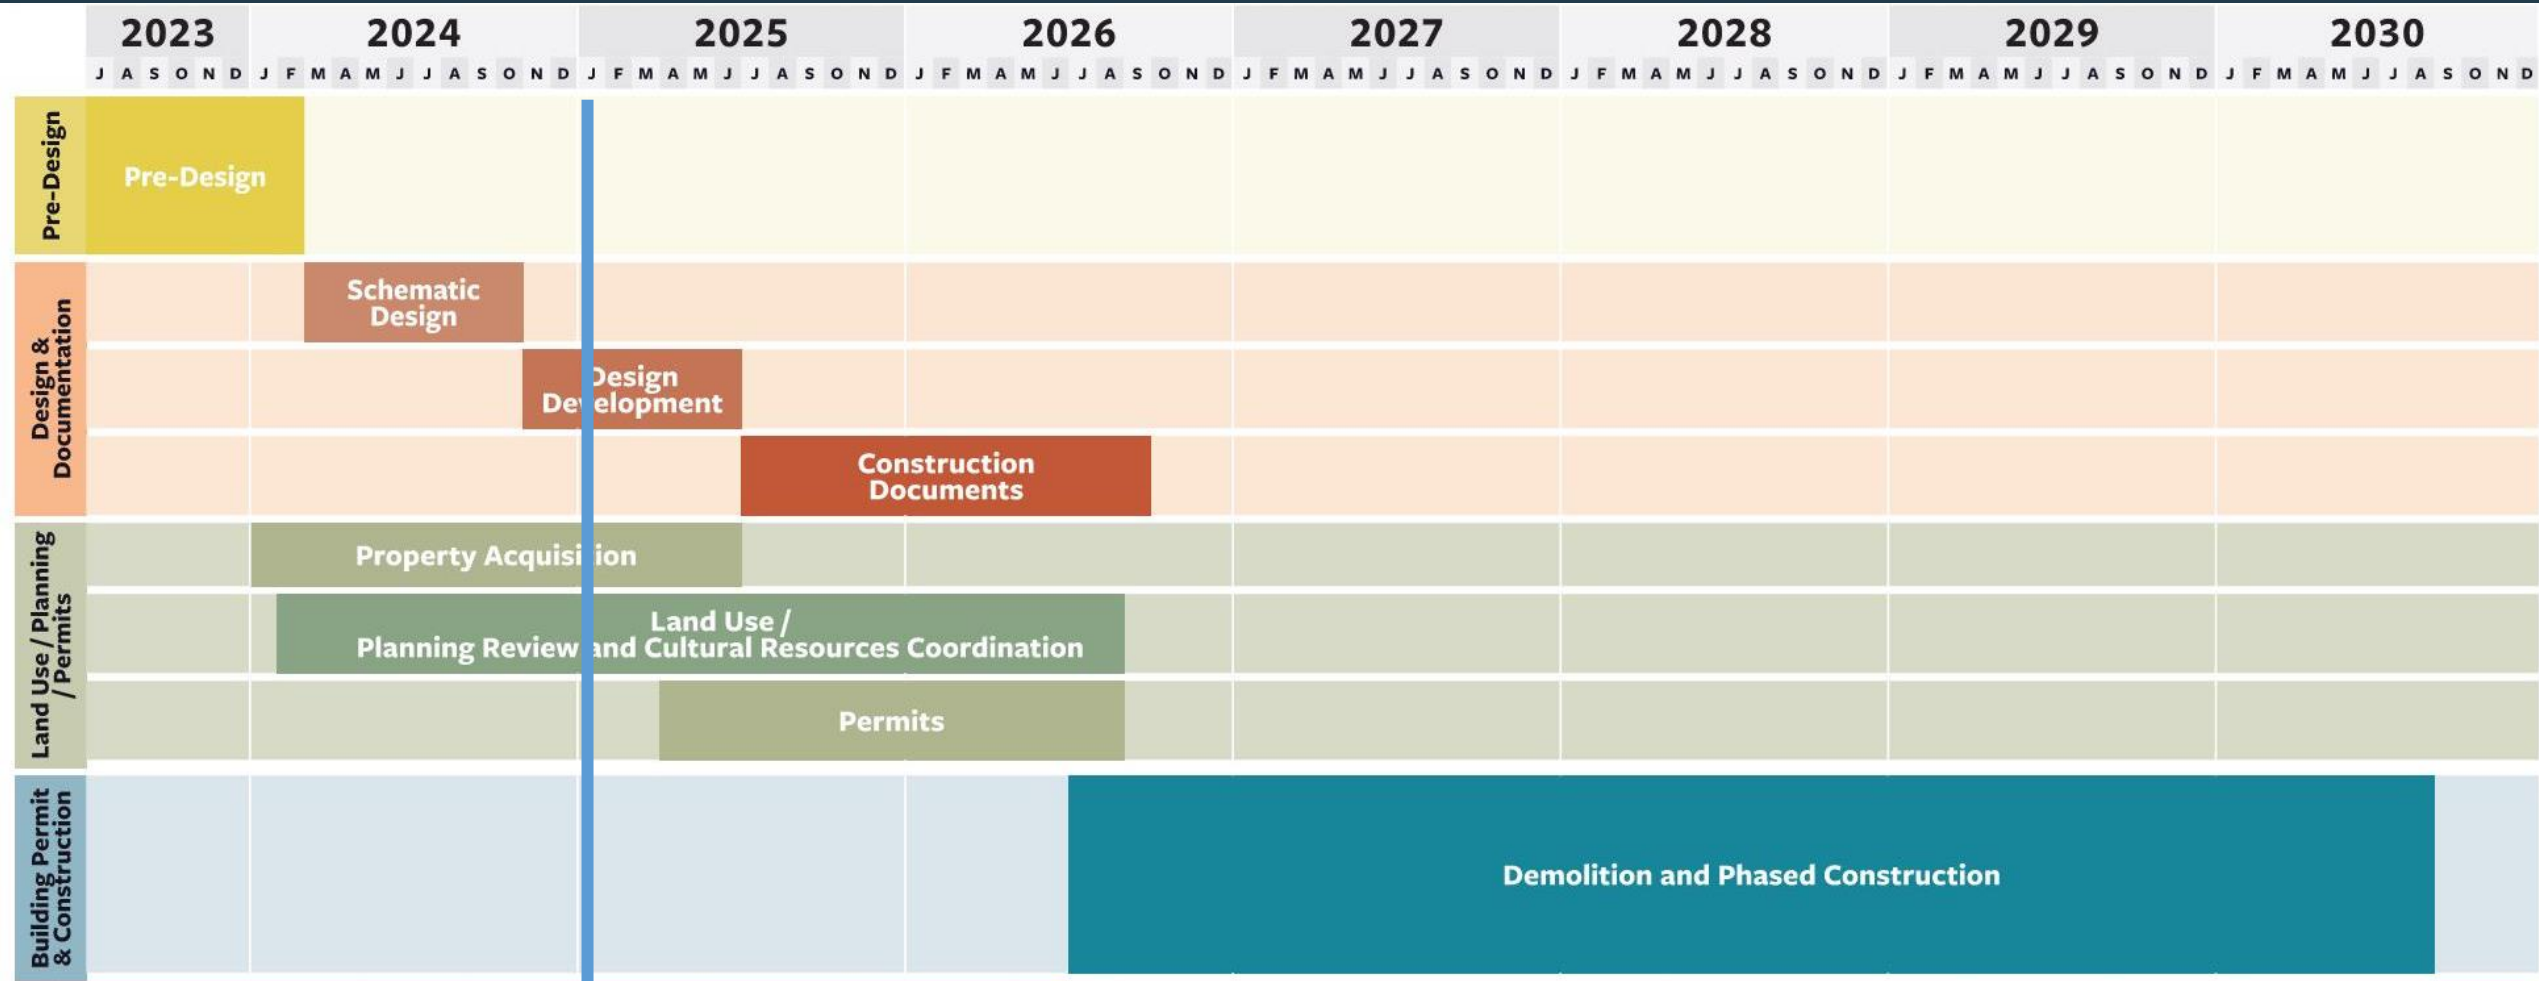 2023 2024 2025 2026 2027 2028 2029 2030
J A S O N D J F M A M J J A S O N D J F M A M J J A S O N D J F M A M J J A S O N D J F M A M J J A S O N D J F M A M J J A S O N D J F M A M J J A S O N D J F M A M J J A S O N D
Pre-Design
Pre-Design
Design &
Documentation
Schematic
Design
Design
Development
Construction
Documents
Land Use / Planning
/ Permits
Property Acquisition
Land Use /
Planning Review and Cultural Resources Coordination
Permits
Building Permit
& Construction
Demolition and Phased Construction